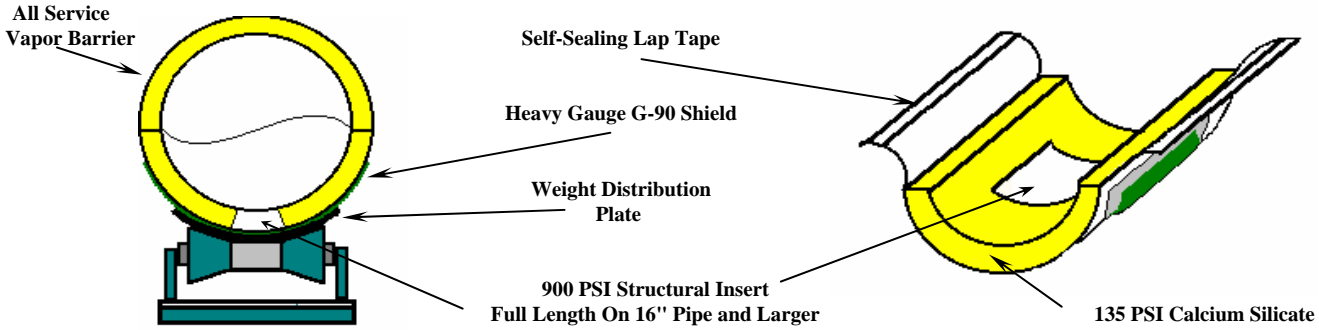 All Service
Vapor Barrier
Self-Sealing Lap Tape
Heavy Gauge G-90 Shield
Weight Distribution
Plate
900 PSI Structural Insert
Full Length On 16" Pipe and Larger
135 PSI Calcium Silicate